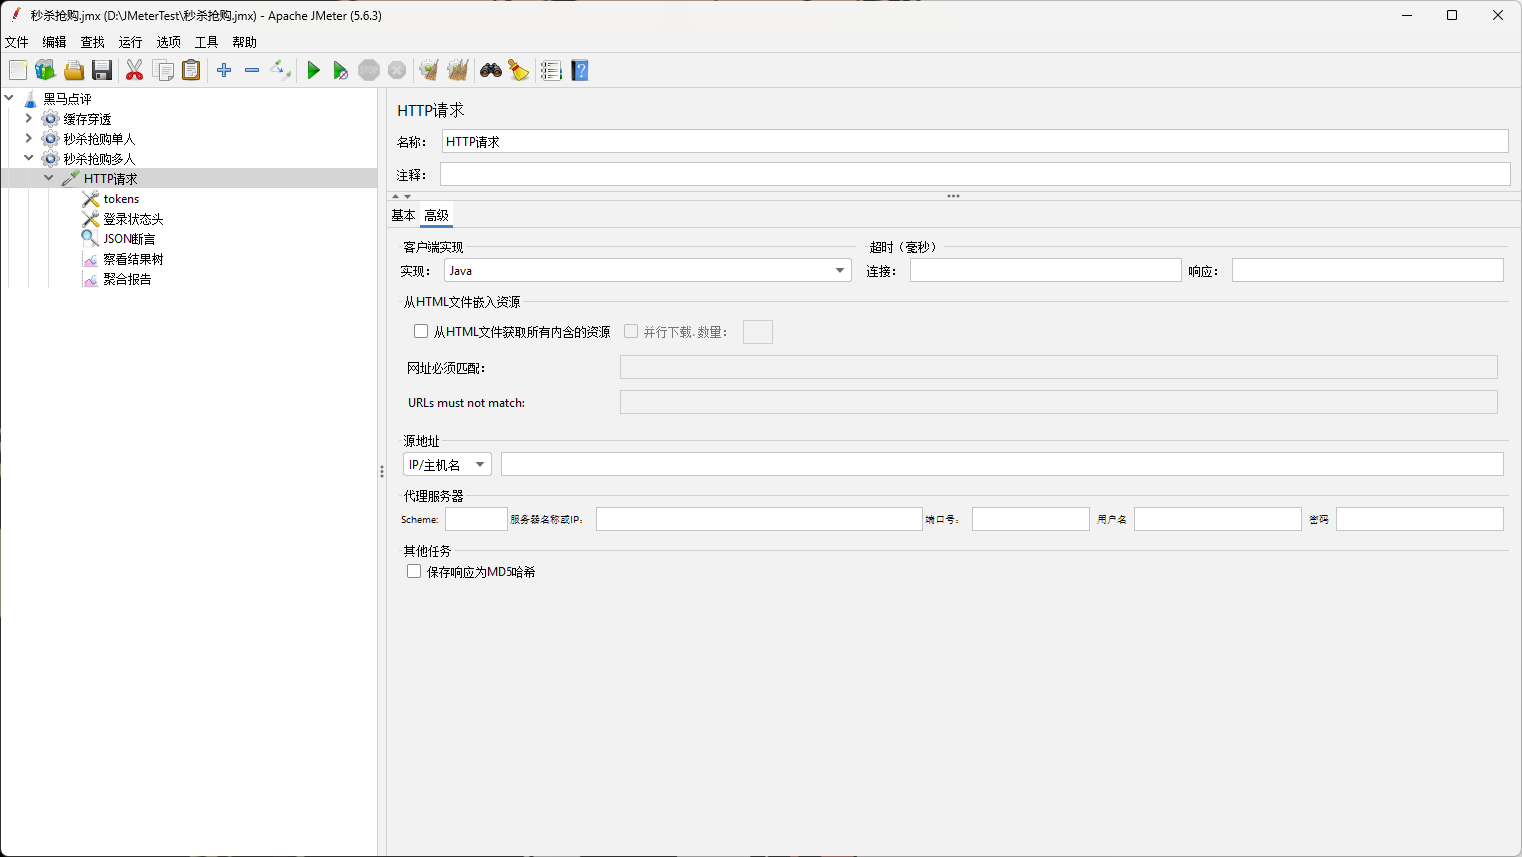 秒杀抢购.jmx (D:\JMeterTest\秒杀抢购.jmx) - Apache JMeter (5.6.3)
文件 编辑 查找 运行 选项 工具 帮助
STOP
黑马点评
缓存穿透
秒杀抢购单人
秒杀抢购多人
HTTP请求
tokens
登录状态头
JSON断言
察看结果树
聚合报告
HTTP请求
名称： HTTP请求
注释：
基本 高级
客户端实现 超时（毫秒）
实现： Java 连接： 响应：
从HTML文件嵌入资源
从HTML文件获取所有内含的资源 并行下载. 数量：
网址必须匹配：
URLs must not match:
源地址
IP/主机名
代理服务器
Scheme: 服务器名称或IP： 端口号： 用户名 密码
其他任务
保存响应为MD5哈希